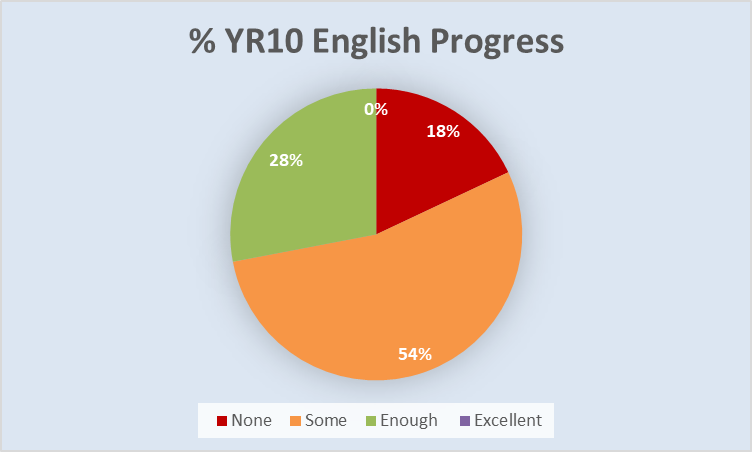 % YR10 English Progress
0%
18%
28%
54%
None Some Enough Excellent